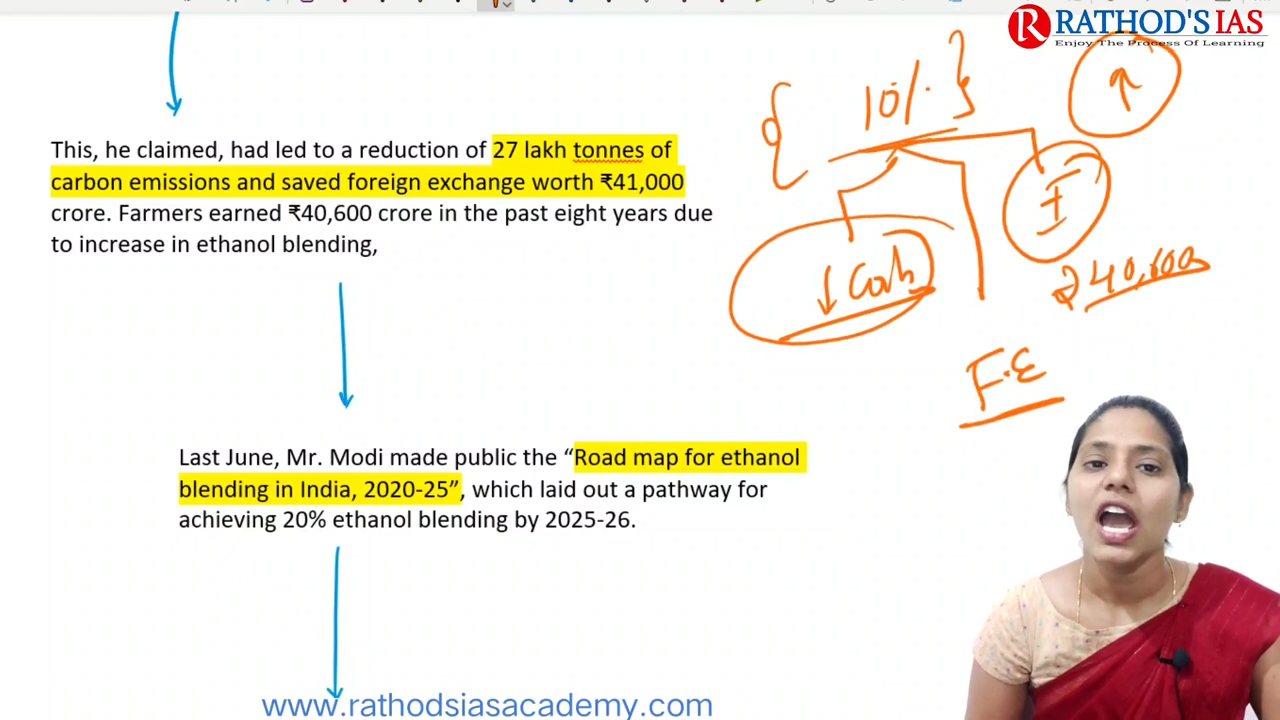 RATHOD'S IAS
Enjoy The Process Of Learning
10%
This, he claimed, had led to a reduction of 27 lakh tonnes of
carbon emissions and saved foreign exchange worth ₹41,000
crore. Farmers earned ₹40,600 crore in the past eight years due
to increase in ethanol blending,
₹40,600
F.E
Last June, Mr. Modi made public the “Road map for ethanol
blending in India, 2020-25”, which laid out a pathway for
achieving 20% ethanol blending by 2025-26.
www.rathodsiasacademy.com